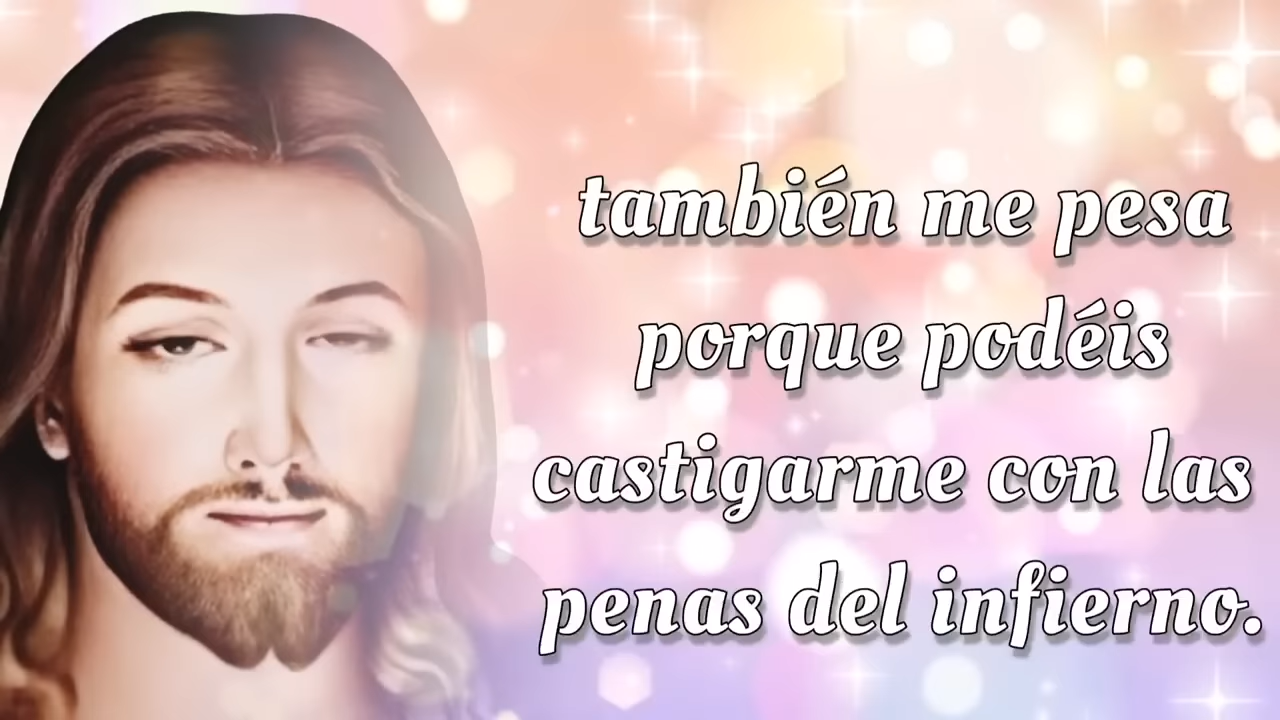 también me pesa
porque podéis
castigarme con las
penas del infierno.